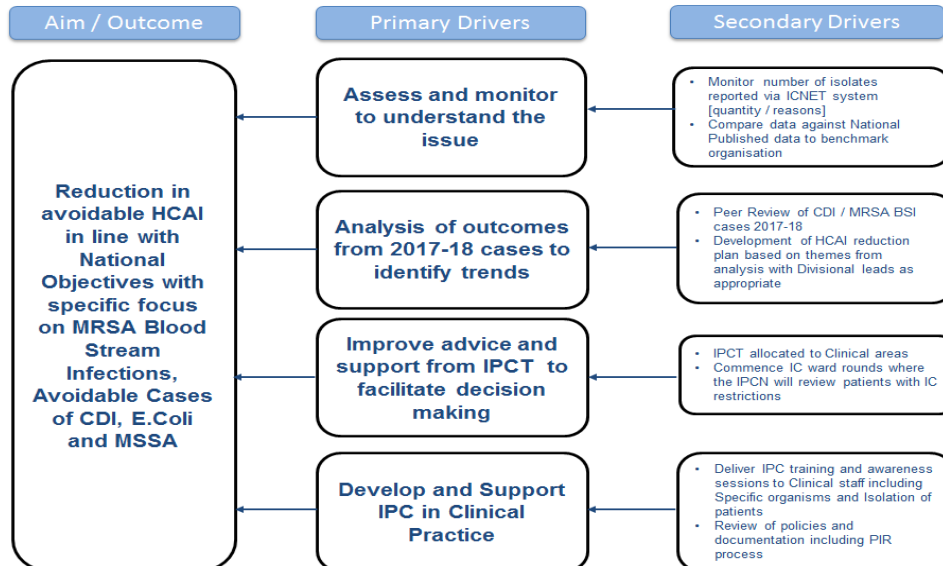 Aim / Outcome
Primary Drivers
Secondary Drivers
Reduction in
avoidable HCAI
in line with
National
Objectives with
specific focus
on MRSA Blood
Stream
Infections,
Avoidable Cases
of CDI, E.Coli
and MSSA
Assess and monitor
to understand the
issue
• Monitor number of isolates
reported via ICNET system
[quantity / reasons]
• Compare data against National
Published data to benchmark
organisation
Analysis of outcomes
from 2017-18 cases to
identify trends
• Peer Review of CDI / MRSA BSI
cases 2017-18
• Development of HCAI reduction
plan based on themes from
analysis with Divisional leads as
appropriate
Improve advice and
support from IPCT to
facilitate decision
making
• IPCT allocated to Clinical areas
• Commence IC ward rounds where
the IPCN will review patients with IC
restrictions
Develop and Support
IPC in Clinical
Practice
• Deliver IPC training and awareness
sessions to Clinical staff including
Specific organisms and Isolation of
patients
• Review of policies and
documentation including PIR
process